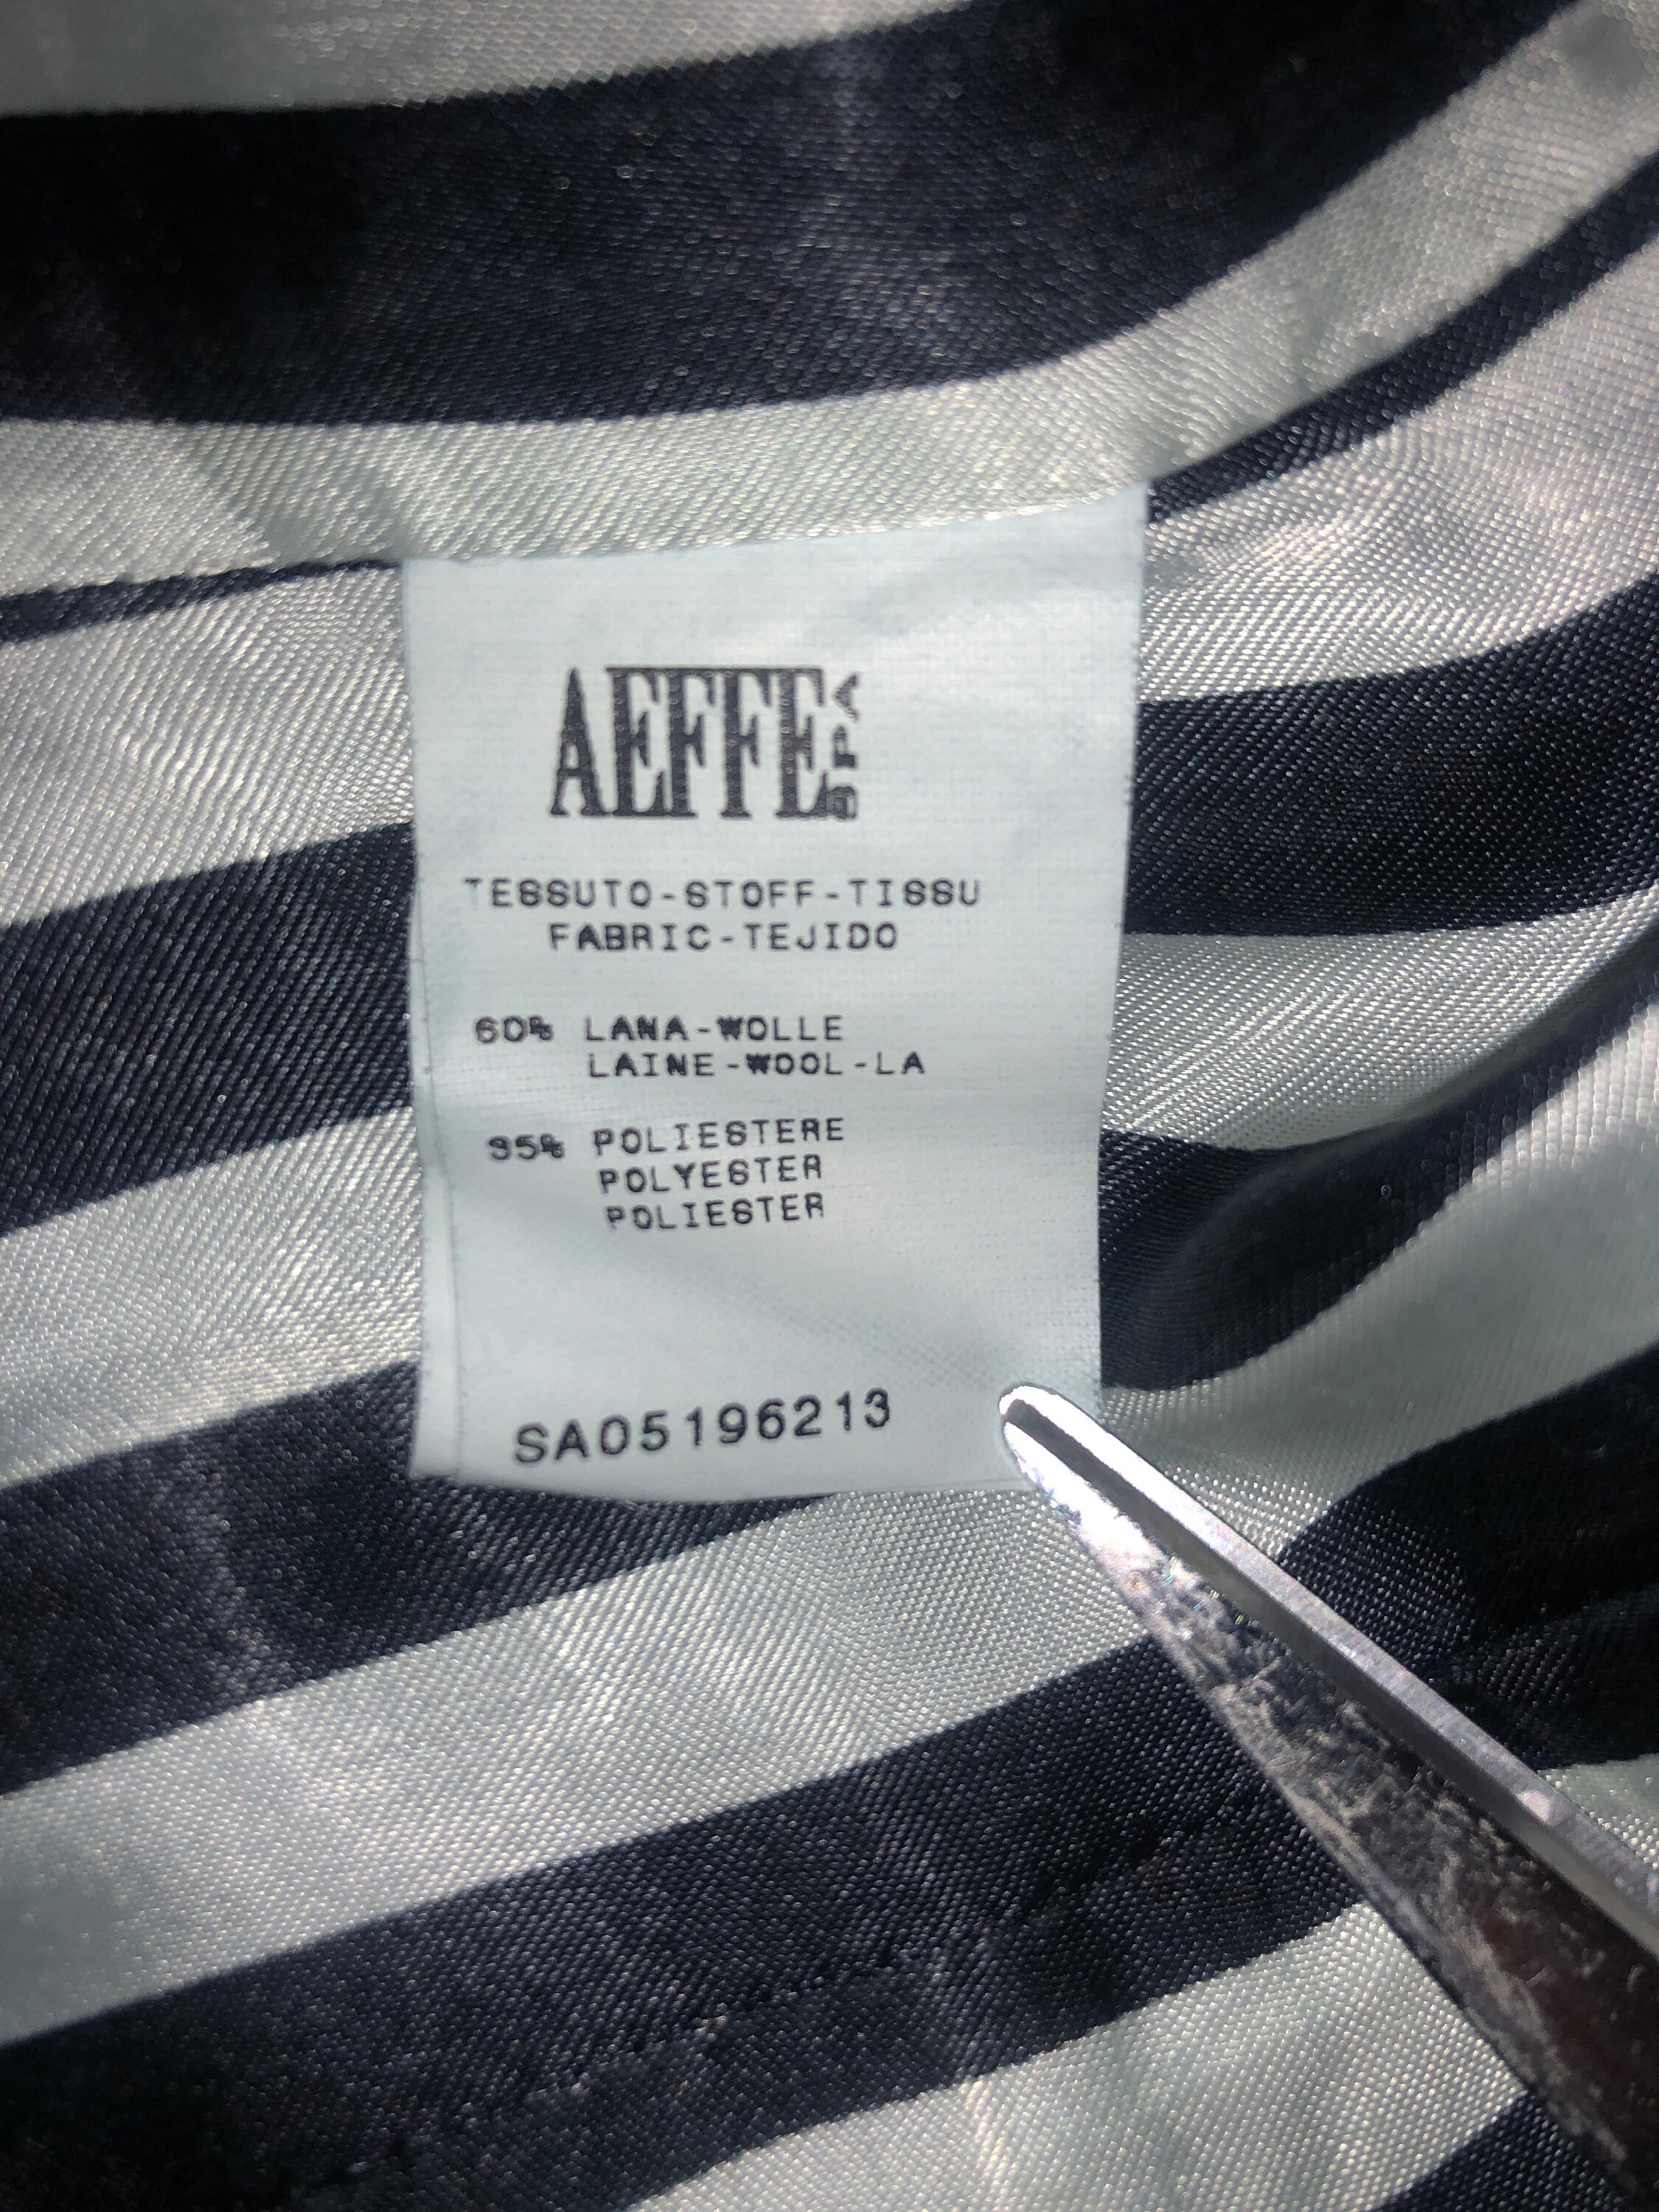 AEFFE SPA
TESSUTO-STOFF-TISSU
FABRIC-TEJIDO
60% LANA-WOLLE
LAINE-WOOL-LA
35% POLIESTERE
POLYESTER
POLIESTER
SA05196213